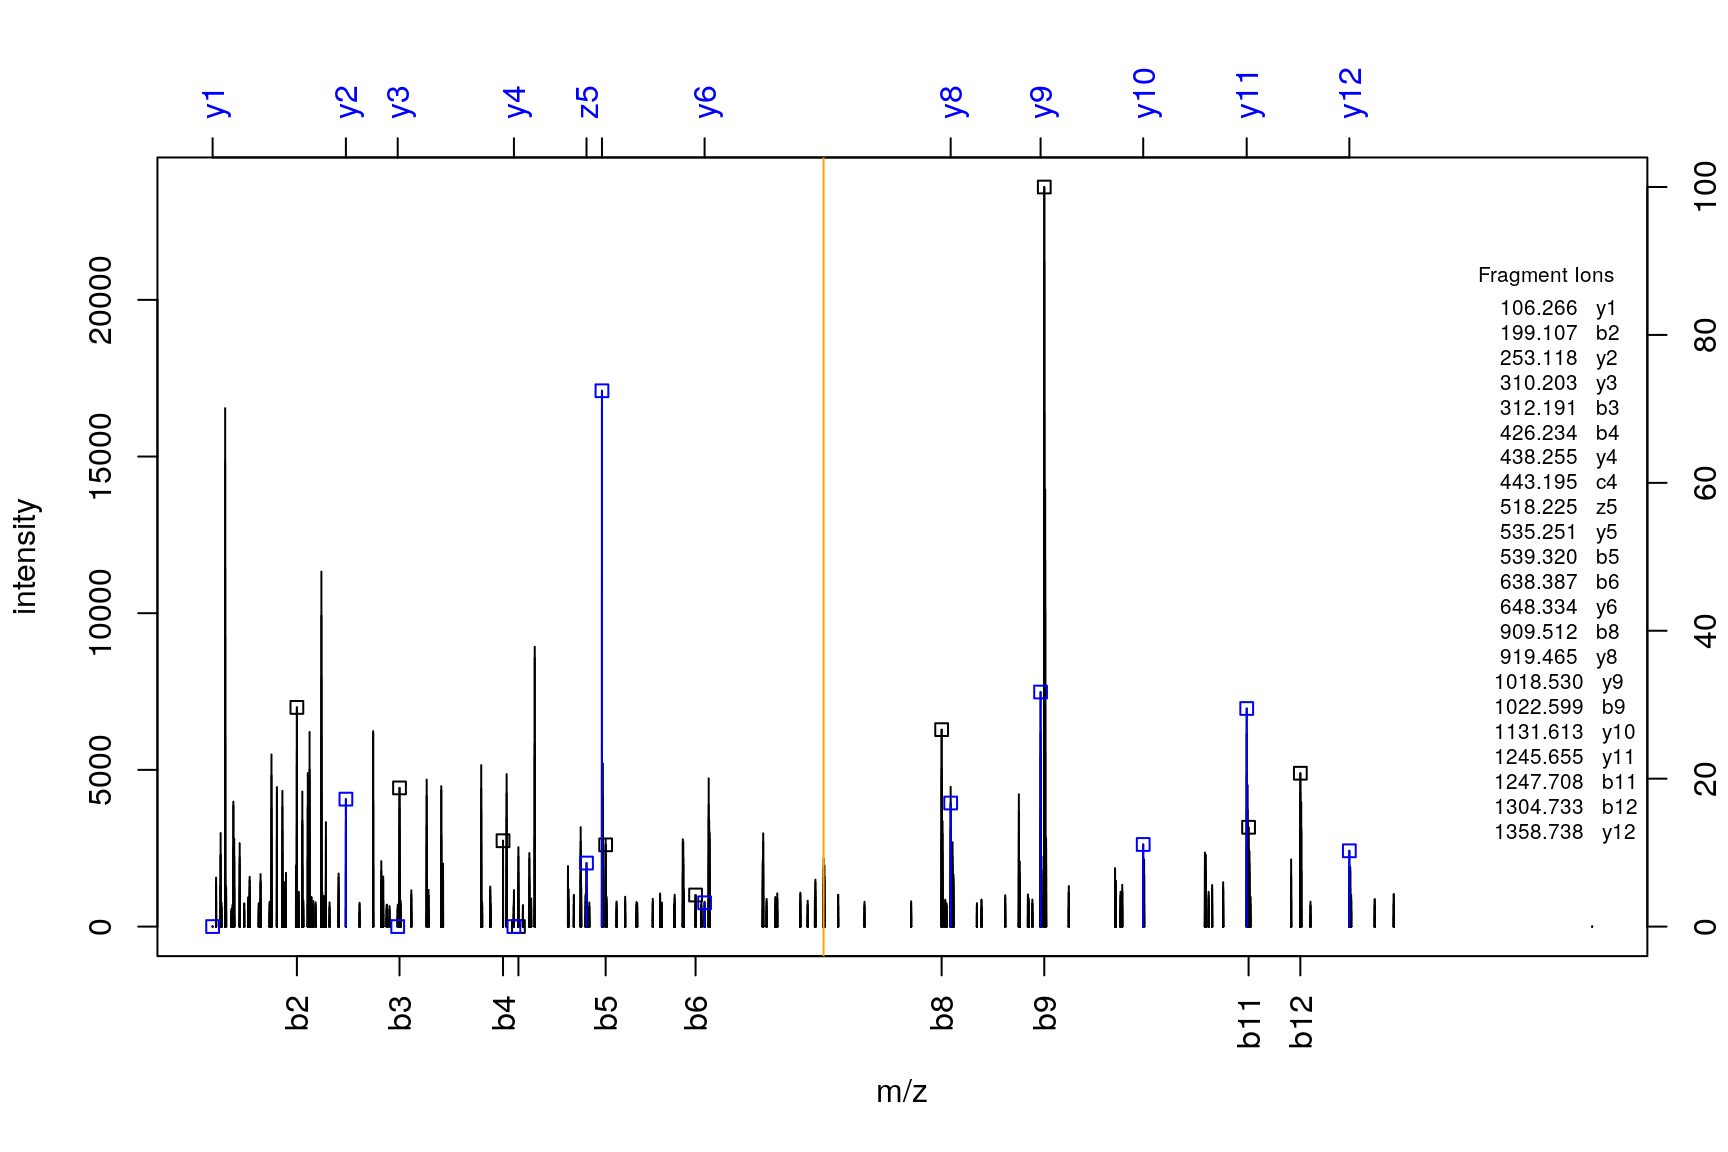 y1 y2 y3 y4 z5 y6 y8 y9 y10 y11 y12
intensity
0 5000 10000 15000 20000
0 20 40 60 80 100
Fragment Ions
106.266 y1
199.107 b2
253.118 y2
310.203 y3
312.191 b3
426.234 b4
438.255 y4
443.195 c4
518.225 z5
535.251 y5
539.320 b5
638.387 b6
648.334 y6
909.512 b8
919.465 y8
1018.530 y9
1022.599 b9
1131.613 y10
1245.655 y11
1247.708 b11
1304.733 b12
1358.738 y12
b2 b3 b4 b5 b6 b8 b9 b11 b12
m/z